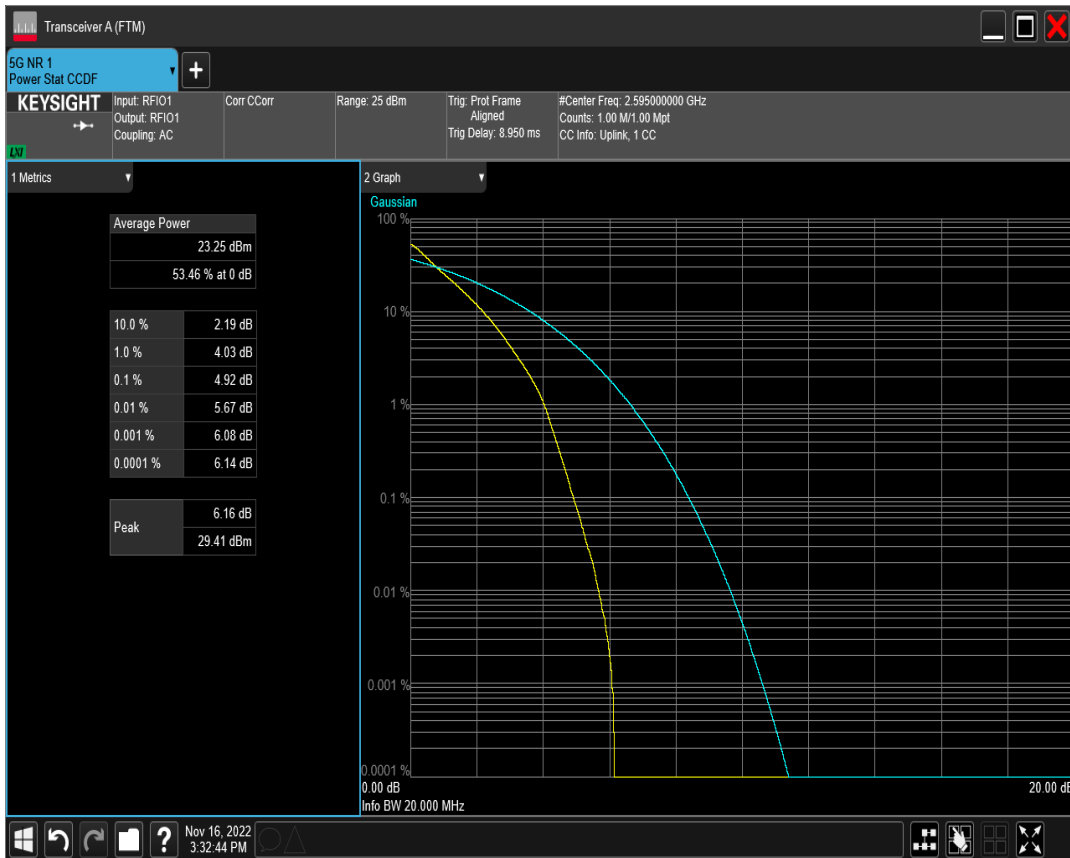 Transceiver A (FTM)
5G NR 1
Power Stat CCDF
+
KEYSIGHT
LXI
Input: RFIO1
Output: RFIO1
Coupling: AC
Corr CCorr
Range: 25 dBm
Trig: Prot Frame
Aligned
Trig Delay: 8.950 ms
#Center Freq: 2.595000000 GHz
Counts: 1.00 M/1.00 Mpt
CC Info: Uplink, 1 CC
1 Metrics
Average Power
23.25 dBm
53.46 % at 0 dB
10.0 % 2.19 dB
1.0 % 4.03 dB
0.1 % 4.92 dB
0.01 % 5.67 dB
0.001 % 6.08 dB
0.0001 % 6.14 dB
Peak
6.16 dB
29.41 dBm
2 Graph
Gaussian
100 %
10 %
1 %
0.1 %
0.01 %
0.001 %
0.0001 %
0.00 dB
20.00 dB
Info BW 20.000 MHz
?
Nov 16, 2022
3:32:44 PM